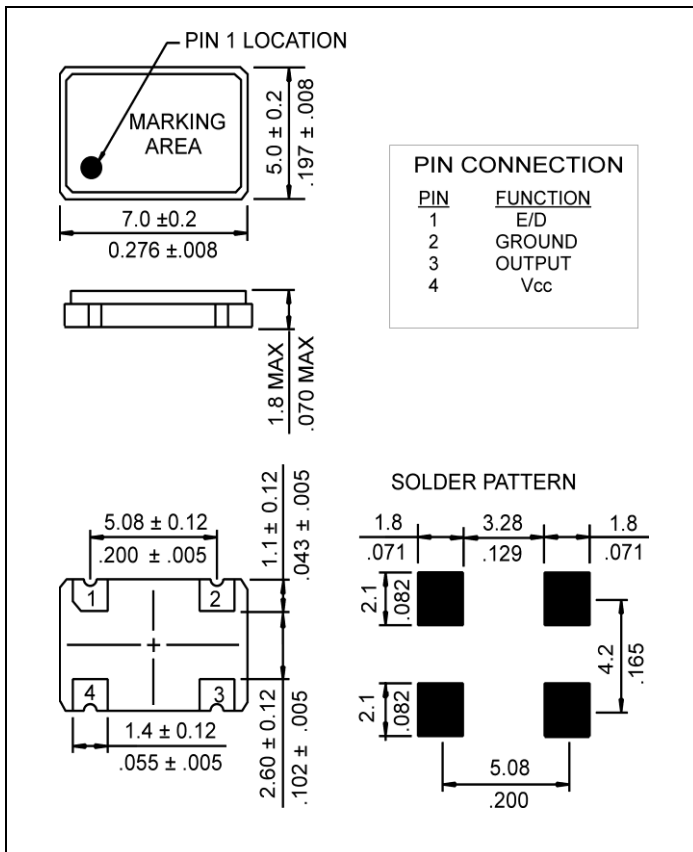 PIN 1 LOCATION
MARKING
AREA
5.0 ± 0.2
.197 ± .008
7.0 ±0.2
0.276 ±.008
PIN CONNECTION
PIN FUNCTION
1 E/D
2 GROUND
3 OUTPUT
4 Vcc
1.8 MAX
.070 MAX
5.08 ± 0.12
.200 ± .005
1.1 ± 0.12
.043 ± .005
1 2
4 3
1.4 ± 0.12
.055 ± .005
2.60 ± 0.12
.102 ± .005
SOLDER PATTERN
1.8 3.28 1.8
.071 .129 .071
2.1
.082
4.2
.165
2.1
.082
5.08
.200